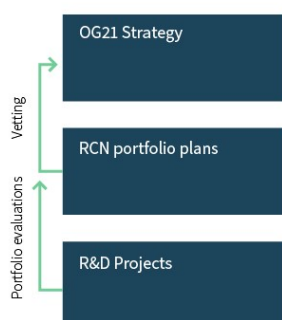 OG21 Strategy
Vetting
RCN portfolio plans
Portfolio evaluations
R&D Projects